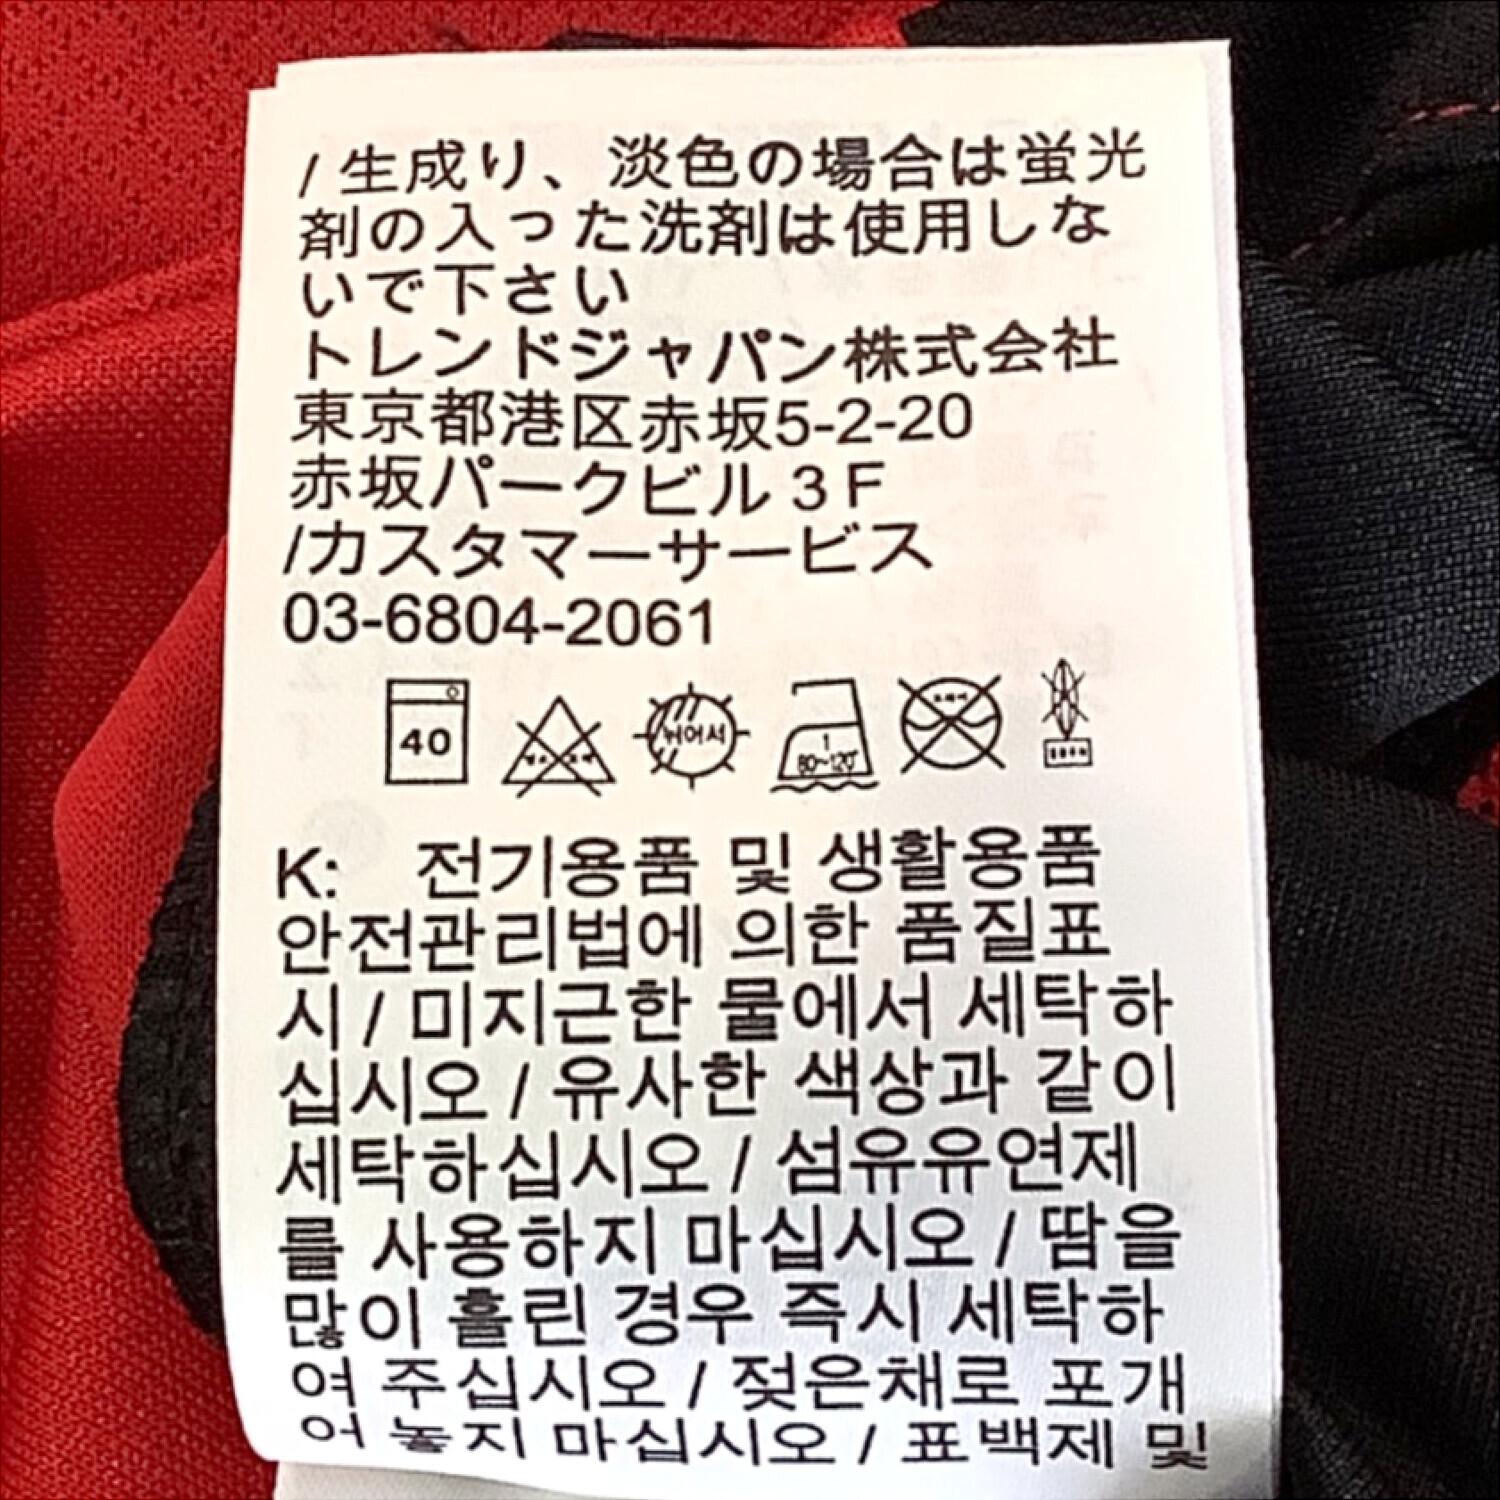 / 生成り、淡色の場合は蛍光
剤の入った洗剤は使用しな
いで下さい
トレンドジャパン株式会社
東京都港区赤坂5-2-20
赤坂パークビル３Ｆ
/カスタマーサービス
03-6804-2061
40
뉘어서
1
80~120℃
K: 전기용품 및 생활용품
안전관리법에 의한 품질표
시 / 미지근한 물에서 세탁하
십시오 / 유사한 색상과 같이
세탁하십시오 / 섬유유연제
를 사용하지 마십시오 / 땀을
많이 흘린 경우 즉시 세탁하
여 주십시오 / 젖은채로 포개
어 놓지 마십시오 / 표백제 및